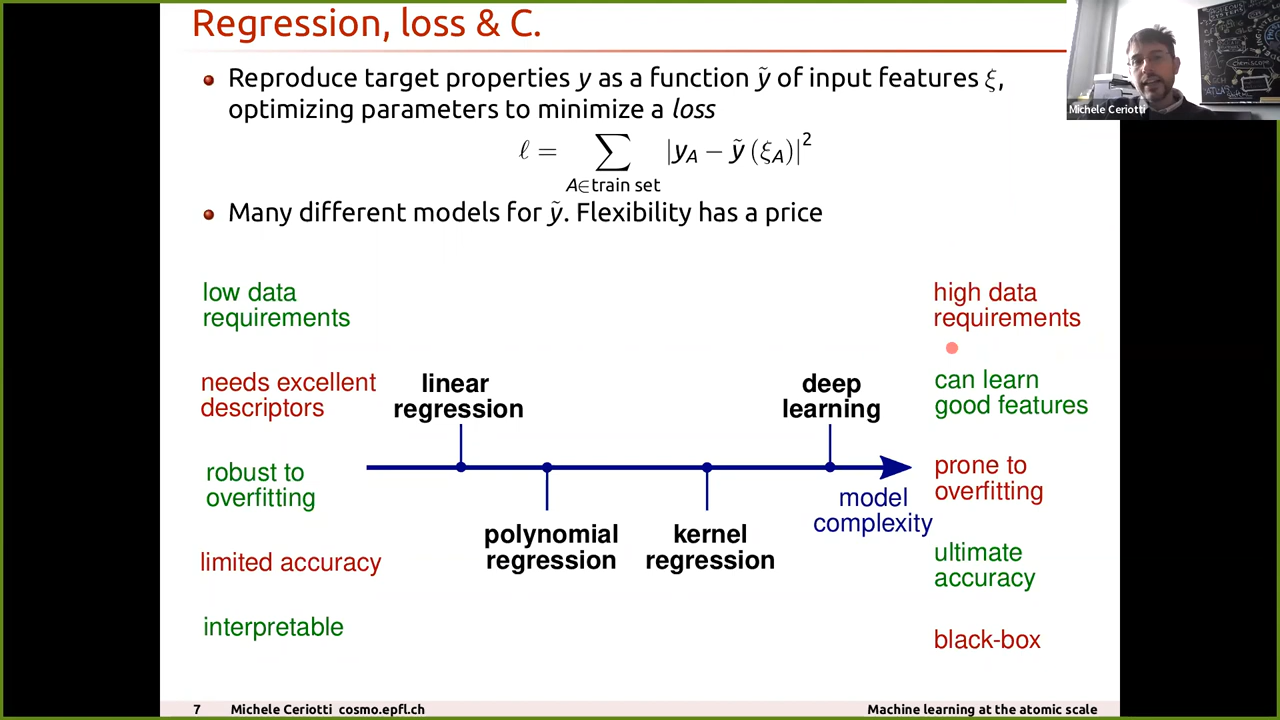 Regression, loss & C.
Reproduce target properties y as a function ỹ of input features ξ,
optimizing parameters to minimize a loss
ℓ = ∑ |y_A − ỹ (ξ_A)|²
A∈train set
Many different models for ỹ. Flexibility has a price
low data
requirements
needs excellent
descriptors
robust to
overfitting
limited accuracy
interpretable
linear
regression
polynomial
regression
kernel
regression
deep
learning
model
complexity
high data
requirements
can learn
good features
prone to
overfitting
ultimate
accuracy
black-box
Michele Ceriotti
7 Michele Ceriotti cosmo.epfl.ch Machine learning at the atomic scale